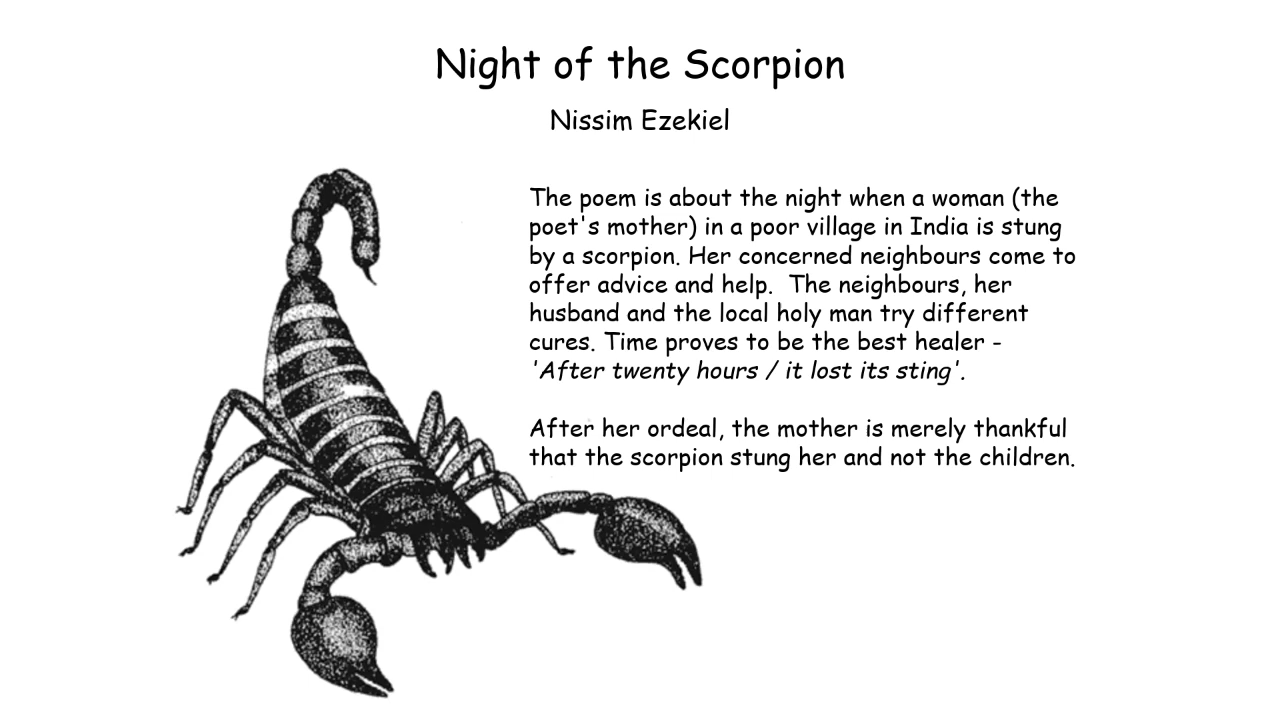 Night of the Scorpion
Nissim Ezekiel
The poem is about the night when a woman (the
poet's mother) in a poor village in India is stung
by a scorpion. Her concerned neighbours come to
offer advice and help.  The neighbours, her
husband and the local holy man try different
cures. Time proves to be the best healer -
'After twenty hours / it lost its sting'.
After her ordeal, the mother is merely thankful
that the scorpion stung her and not the children.